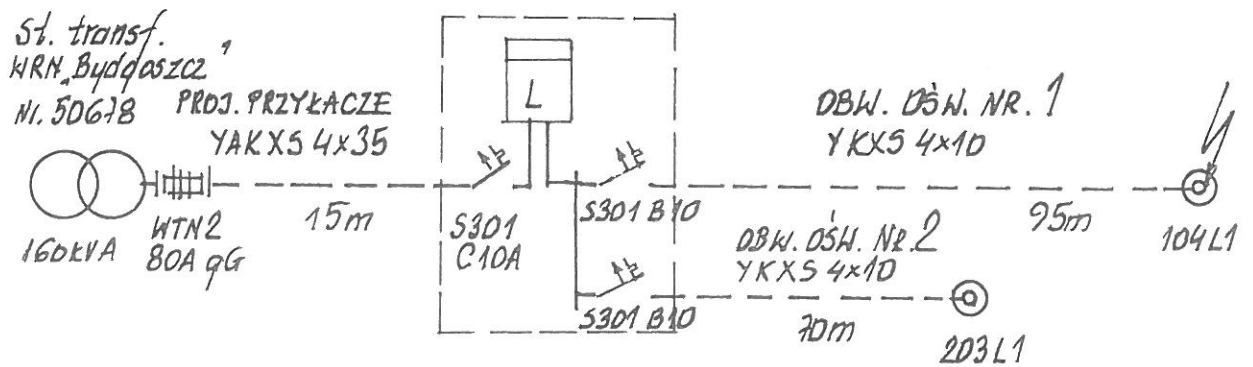 St. transf.
WRN „Bydgoszcz"
Nr. 50678
PROJ. PRZYŁĄCZE
YAKXS 4x35
160kVA
WTN2
80A gG
15m
L
S301
C10A
S301 B10
S301 B10
OBW. OŚW. NR. 1
YKXS 4x10
95m
104L1
OBW. OŚW. NR.2
YKXS 4x10
70m
203L1